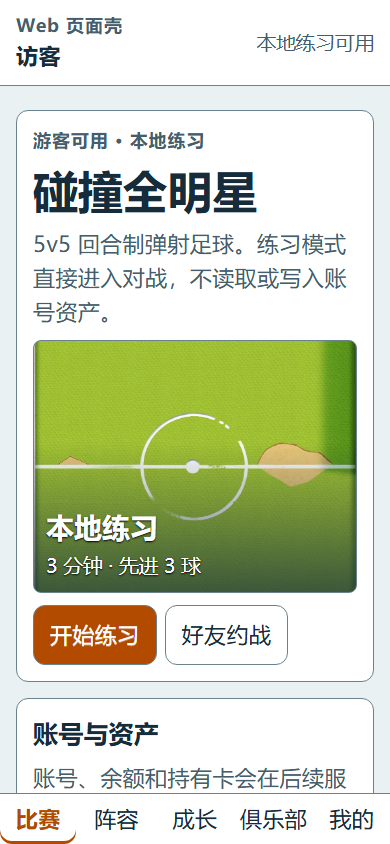 Web 页面壳
访客
本地练习可用
游客可用 · 本地练习
碰撞全明星
5v5 回合制弹射足球。练习模式
直接进入对战，不读取或写入账
号资产。
本地练习
3 分钟 · 先进 3 球
开始练习
好友约战
账号与资产
账号、余额和持有卡会在后续服
比赛
阵容
成长
俱乐部
我的